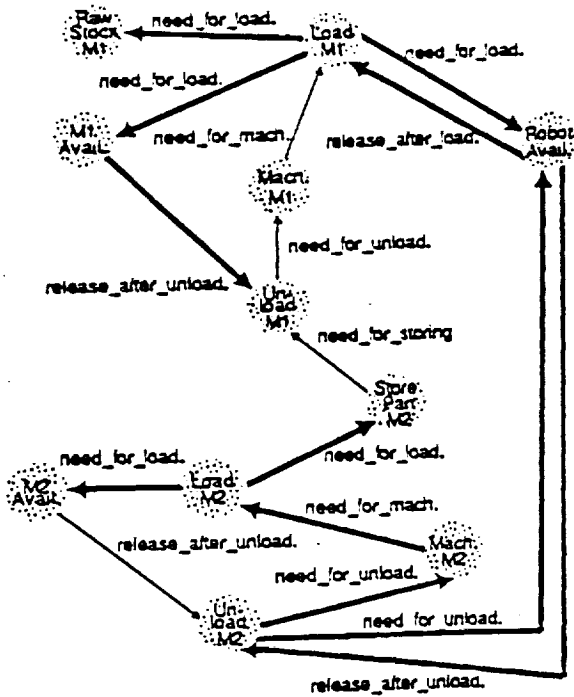 Raw
Stock
M1
Load
M1
need_for_load.
need_for_load.
need_for_load.
M1
Avail.
need_for_mach.
release_after_load.
Robot
Avail.
Mach.
M1
need_for_unload.
release_after_unload.
Un-
load
M1
need_for_storing
Store
Part
M2
need_for_load.
need_for_load.
M2
Avail.
Load
M2
need_for_mach.
release_after_unload.
Mach.
M2
need_for_unload.
Un-
load
M2
need_for_unload.
release_after_unload.